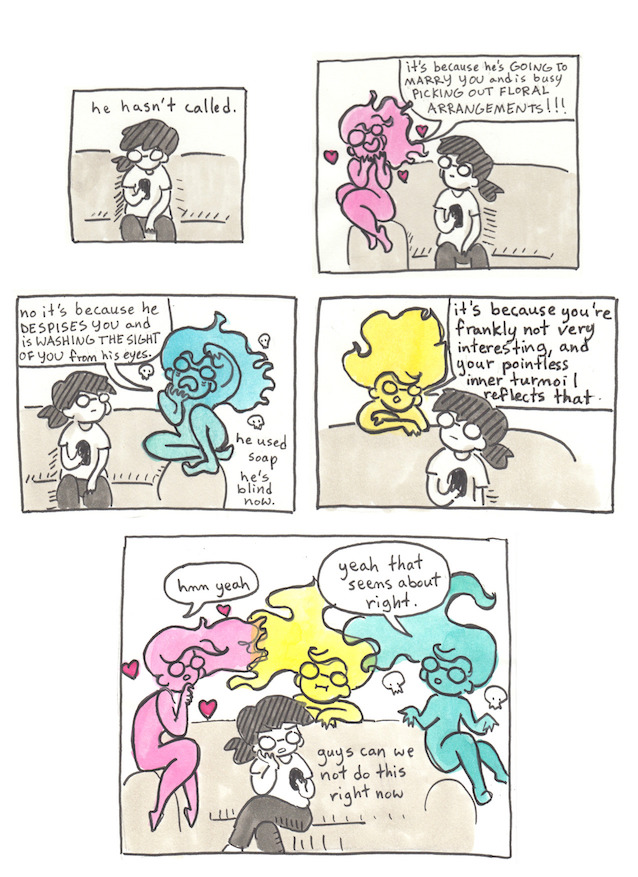 he hasn't called.
it's because he's GOING TO
MARRY YOU and is busy
PICKING OUT FLORAL
ARRANGEMENTS!!!
no it's because he
DESPISES YOU and
is WASHING THE SIGHT
OF YOU from his eyes.
he used
soap
he's
blind
now.
it's because you're
frankly not very
interesting, and
your pointless
inner turmoil
reflects that.
hmn yeah
yeah that
seems about
right.
guys can we
not do this
right now